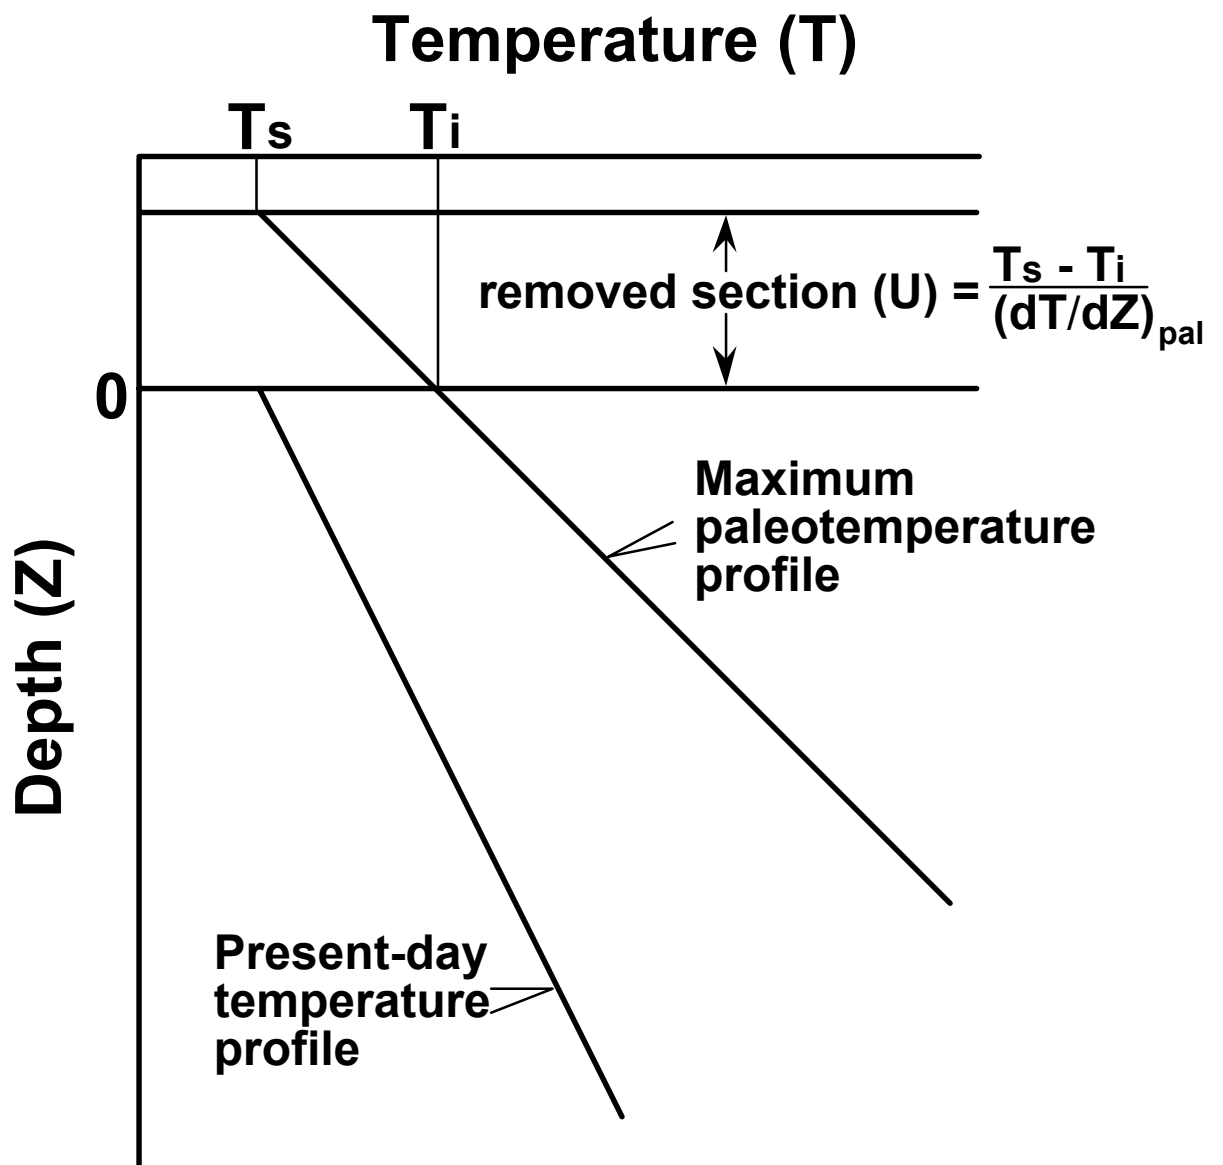 Temperature (T)
Ts Ti
removed section (U) = Ts - Ti
(dT/dZ)pal
0
Maximum
paleotemperature
profile
Depth (Z)
Present-day
temperature
profile